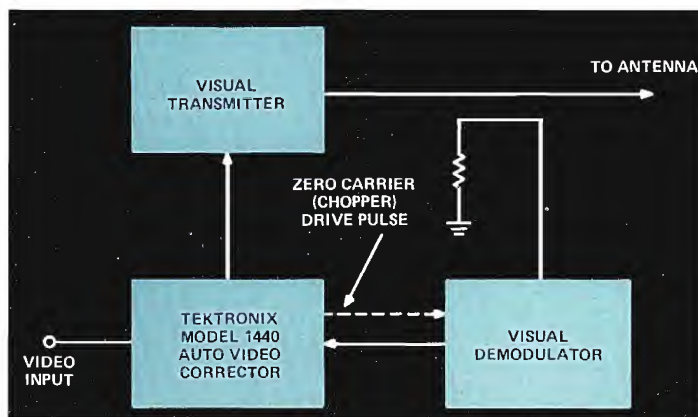 VISUAL
TRANSMITTER
TO ANTENNA
ZERO CARRIER
(CHOPPER)
DRIVE PULSE
VIDEO
INPUT
TEKTRONIX
MODEL 1440
AUTO VIDEO
CORRECTOR
VISUAL
DEMODULATOR